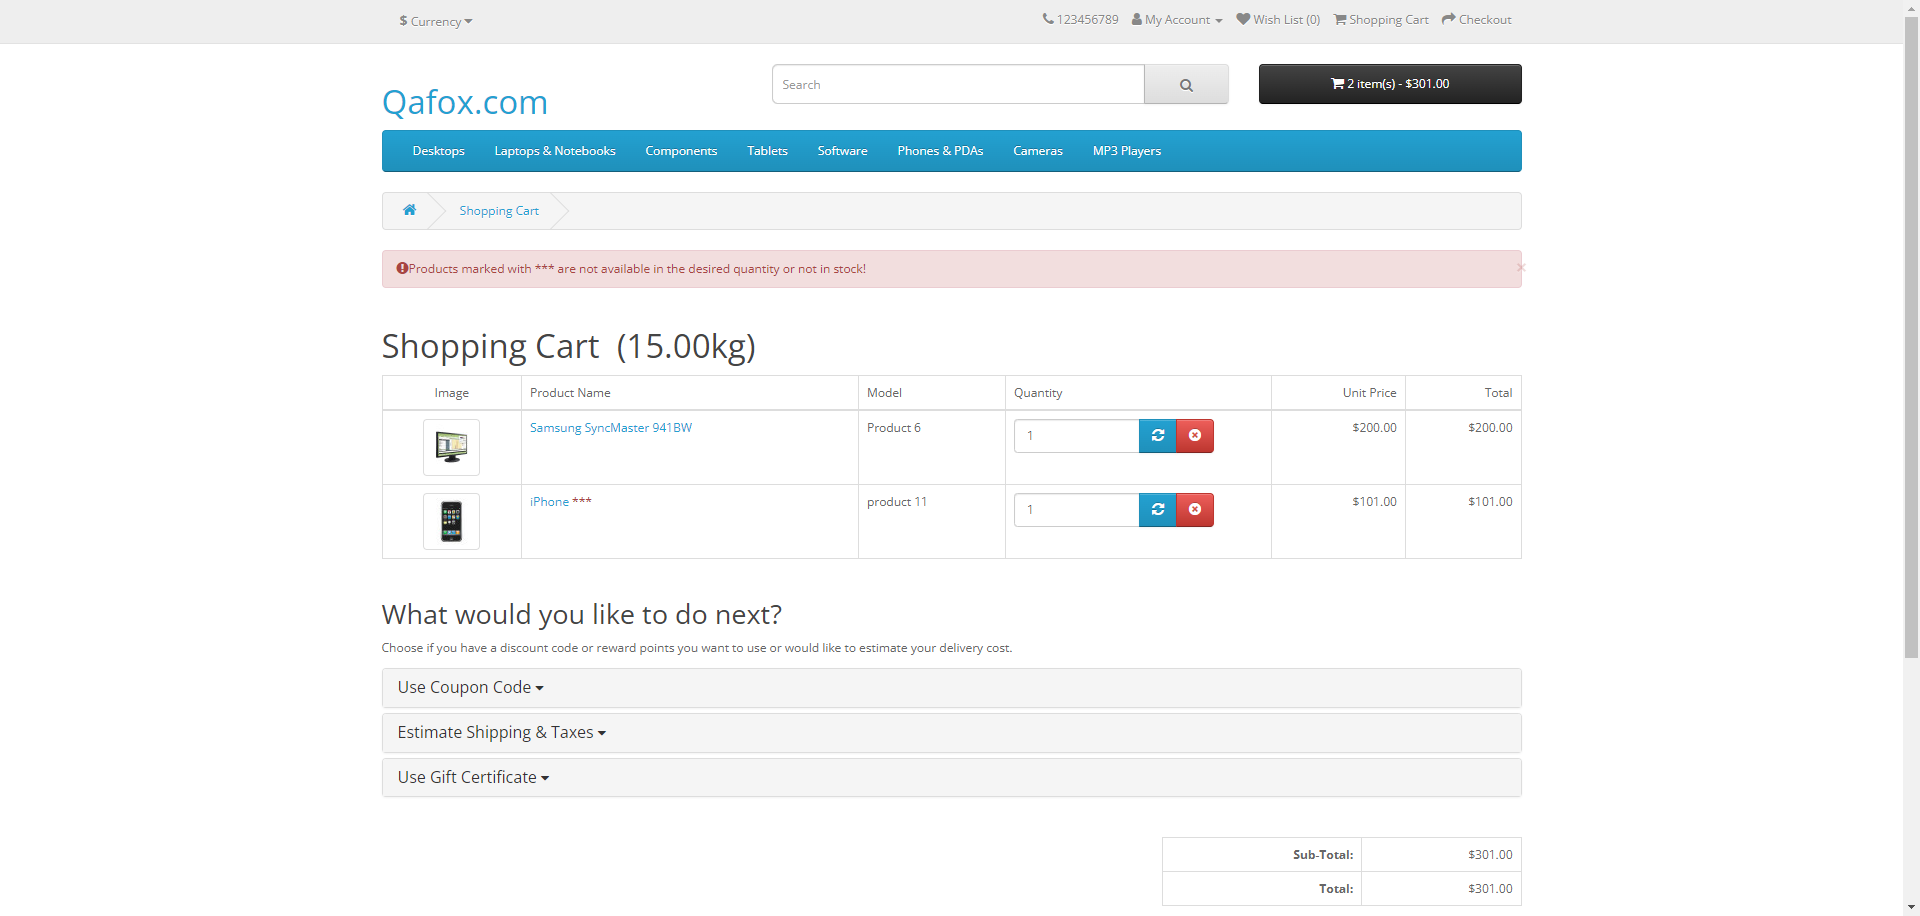 $ Currency
123456789 My Account Wish List (0) Shopping Cart Checkout
Qafox.com
Search
2 item(s) - $301.00
Desktops Laptops & Notebooks Components Tablets Software Phones & PDAs Cameras MP3 Players
Shopping Cart
Products marked with *** are not available in the desired quantity or not in stock!
×
Shopping Cart (15.00kg)
Image Product Name Model Quantity Unit Price Total
Samsung SyncMaster 941BW Product 6 1 $200.00 $200.00
iPhone *** product 11 1 $101.00 $101.00
What would you like to do next?
Choose if you have a discount code or reward points you want to use or would like to estimate your delivery cost.
Use Coupon Code
Estimate Shipping & Taxes
Use Gift Certificate
Sub-Total: $301.00
Total: $301.00